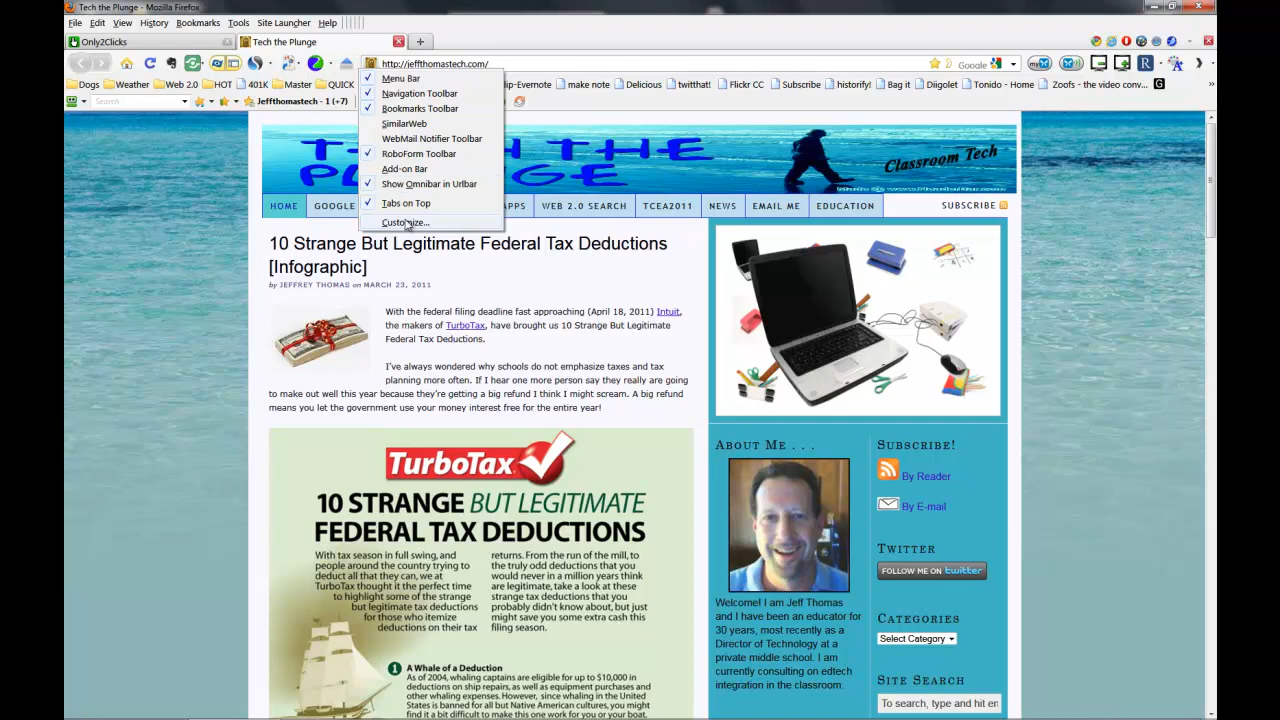 Tech the Plunge - Mozilla Firefox
File Edit View History Bookmarks Tools Site Launcher Help
Only2Clicks
Tech the Plunge
http://jeffthomastech.com/
Google
Dogs Weather Web 2.0 HOT 401K Master QUICK
lip-Evernote make note Delicious twitthat! Flickr CC Subscribe historify! Bag it Diigolet Tonido - Home Zoofs - the video conv...
Search
Jeffthomastech - 1 (+7)
Menu Bar
Navigation Toolbar
Bookmarks Toolbar
SimilarWeb
WebMail Notifier Toolbar
RoboForm Toolbar
Add-on Bar
Show Omnibar in Urlbar
Tabs on Top
Customize...
Classroom Tech
PLUNGE
HOME GOOGLE APPS WEB 2.0 SEARCH TCEA2011 NEWS EMAIL ME EDUCATION SUBSCRIBE
10 Strange But Legitimate Federal Tax Deductions
[Infographic]
by JEFFREY THOMAS on MARCH 23, 2011
With the federal filing deadline fast approaching (April 18, 2011) Intuit,
the makers of TurboTax, have brought us 10 Strange But Legitimate
Federal Tax Deductions.
I've always wondered why schools do not emphasize taxes and tax
planning more often. If I hear one more person say they really are going
to make out well this year because they're getting a big refund I think I might scream. A big refund
means you let the government use your money interest free for the entire year!
TurboTax
10 STRANGE BUT LEGITIMATE
FEDERAL TAX DEDUCTIONS
With tax season in full swing, and
people around the country trying to
deduct all that they can, we at
TurboTax thought it the perfect time
to highlight some of the strange
but legitimate tax deductions
for those who itemize
deductions on their tax
returns. From the run of the mill, to
the truly odd deductions that you
would never in a million years think
are legitimate, take a look at these
strange tax deductions that you
probably didn't know about, but just
might save you some extra cash this
filing season.
1 A Whale of a Deduction
As of 2004, whaling captains are eligible for up to $10,000 in
deductions on ship repairs, as well as equipment purchases and
other whaling expenses. However, since whaling in the United
States is banned for all but Native American cultures, you might
find it a bit difficult to make this one work for you or your boat.
ABOUT ME . . .
Welcome! I am Jeff Thomas
and I have been an educator for
30 years, most recently as a
Director of Technology at a
private middle school. I am
currently consulting on edtech
integration in the classroom.
SUBSCRIBE!
By Reader
By E-mail
TWITTER
FOLLOW ME ON twitter
CATEGORIES
Select Category
SITE SEARCH
To search, type and hit en